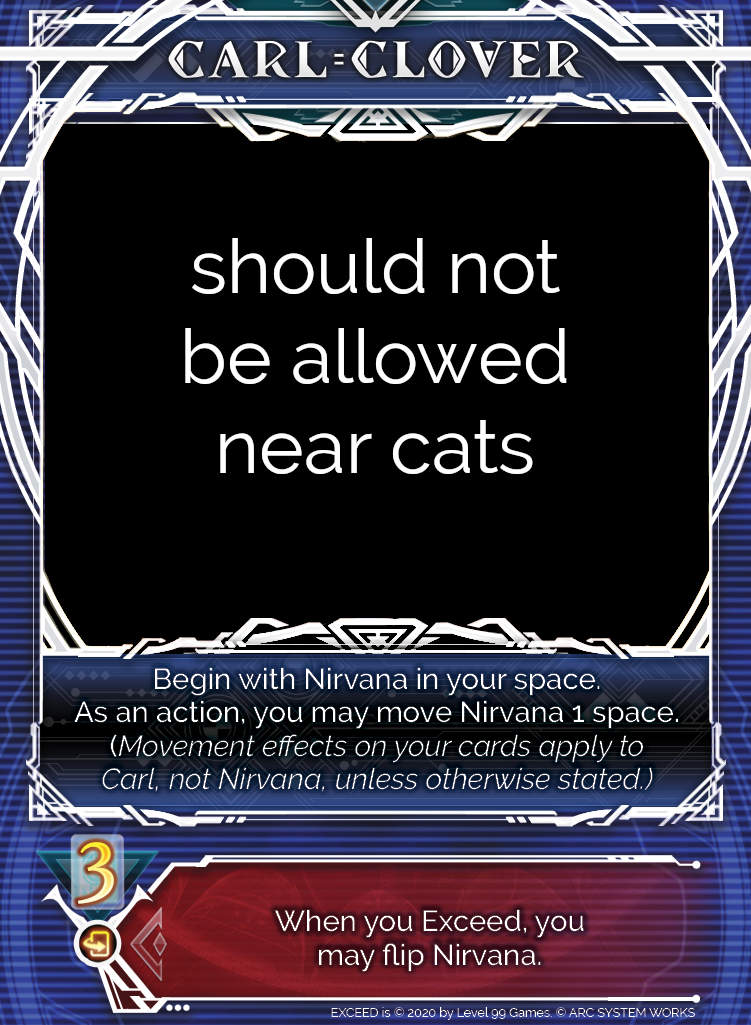 CARL=CLOVER
should not
be allowed
near cats
Begin with Nirvana in your space.
As an action, you may move Nirvana 1 space.
(Movement effects on your cards apply to
Carl, not Nirvana, unless otherwise stated.)
3
When you Exceed, you
may flip Nirvana.
EXCEED is © 2020 by Level 99 Games. © ARC SYSTEM WORKS